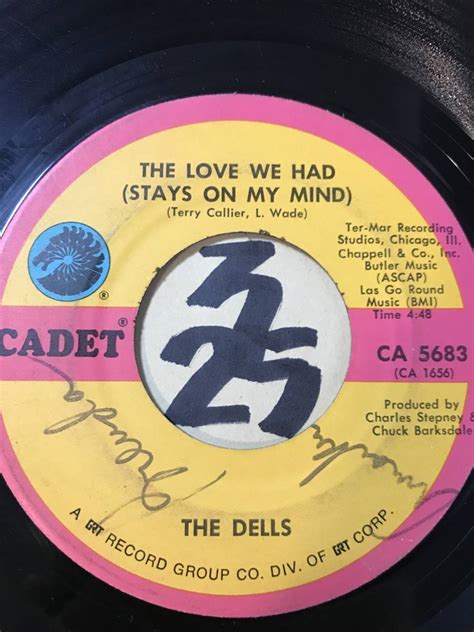 THE LOVE WE HAD
(STAYS ON MY MIND)
(Terry Callier, L. Wade)
Ter-Mar Recording
Studios, Chicago, Ill.
Chappell & Co., Inc.
Butler Music
(ASCAP)
Las Go Round
Music (BMI)
Time 4:48
®
CADET®
CA 5683
(CA 1656)
Produced by
Charles Stepney &
Chuck Barksdale
25
Brenda
THE DELLS
A GRT RECORD GROUP CO. DIV. OF GRT CORP.